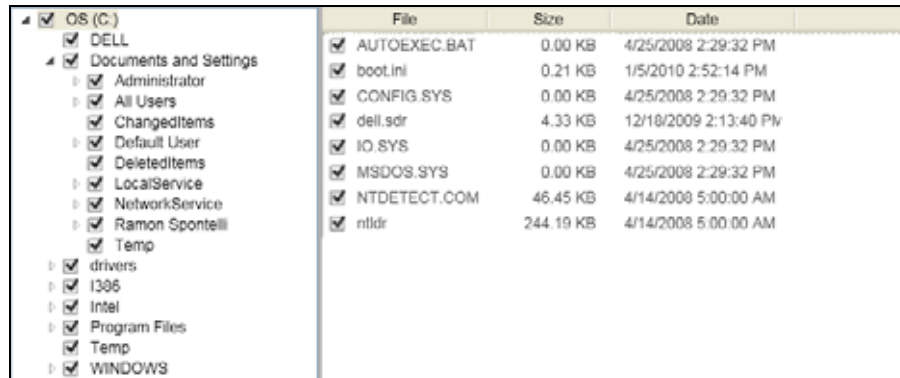 OS (C:)
DELL
Documents and Settings
Administrator
All Users
ChangedItems
Default User
DeletedItems
LocalService
NetworkService
Ramon Spontelli
Temp
drivers
I386
Intel
Program Files
Temp
WINDOWS
File Size Date
AUTOEXEC.BAT 0.00 KB 4/25/2008 2:29:32 PM
boot.ini 0.21 KB 1/5/2010 2:52:14 PM
CONFIG.SYS 0.00 KB 4/25/2008 2:29:32 PM
dell.sdr 4.33 KB 12/18/2009 2:13:40 PM
IO.SYS 0.00 KB 4/25/2008 2:29:32 PM
MSDOS.SYS 0.00 KB 4/25/2008 2:29:32 PM
NTDETECT.COM 46.45 KB 4/14/2008 5:00:00 AM
ntldr 244.19 KB 4/14/2008 5:00:00 AM